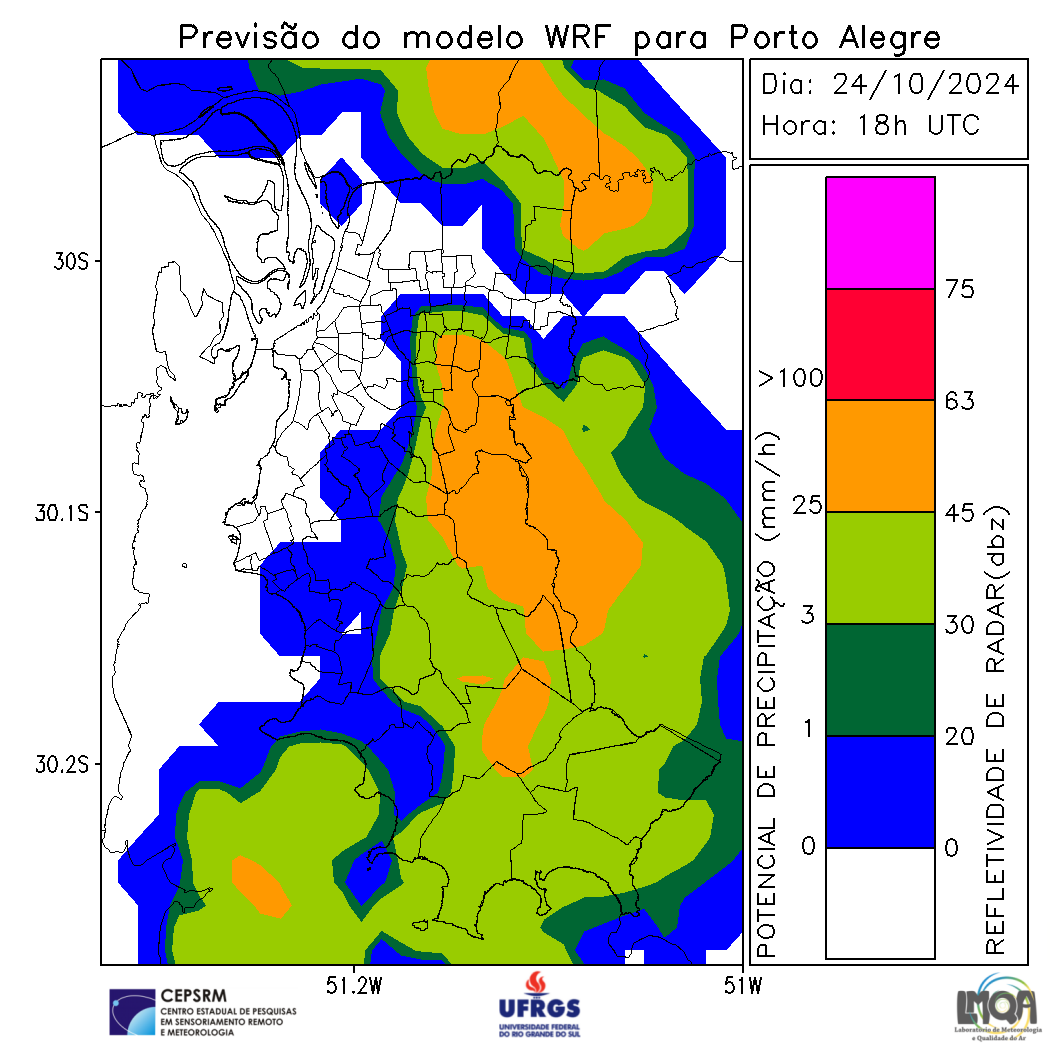 Previsão do modelo WRF para Porto Alegre
Dia: 24/10/2024
Hora: 18h UTC
30S
30.1S
30.2S
51.2W
51W
POTENCIAL DE PRECIPITAÇÃO (mm/h)
>100
25
3
1
0
75
63
45
30
20
0
REFLETIVIDADE DE RADAR(dbz)
CEPSRM
CENTRO ESTADUAL DE PESQUISAS
EM SENSORIAMENTO REMOTO
E METEOROLOGIA
UFRGS
UNIVERSIDADE FEDERAL
DO RIO GRANDE DO SUL
LMQA
Laboratório de Meteorologia
e Qualidade do Ar